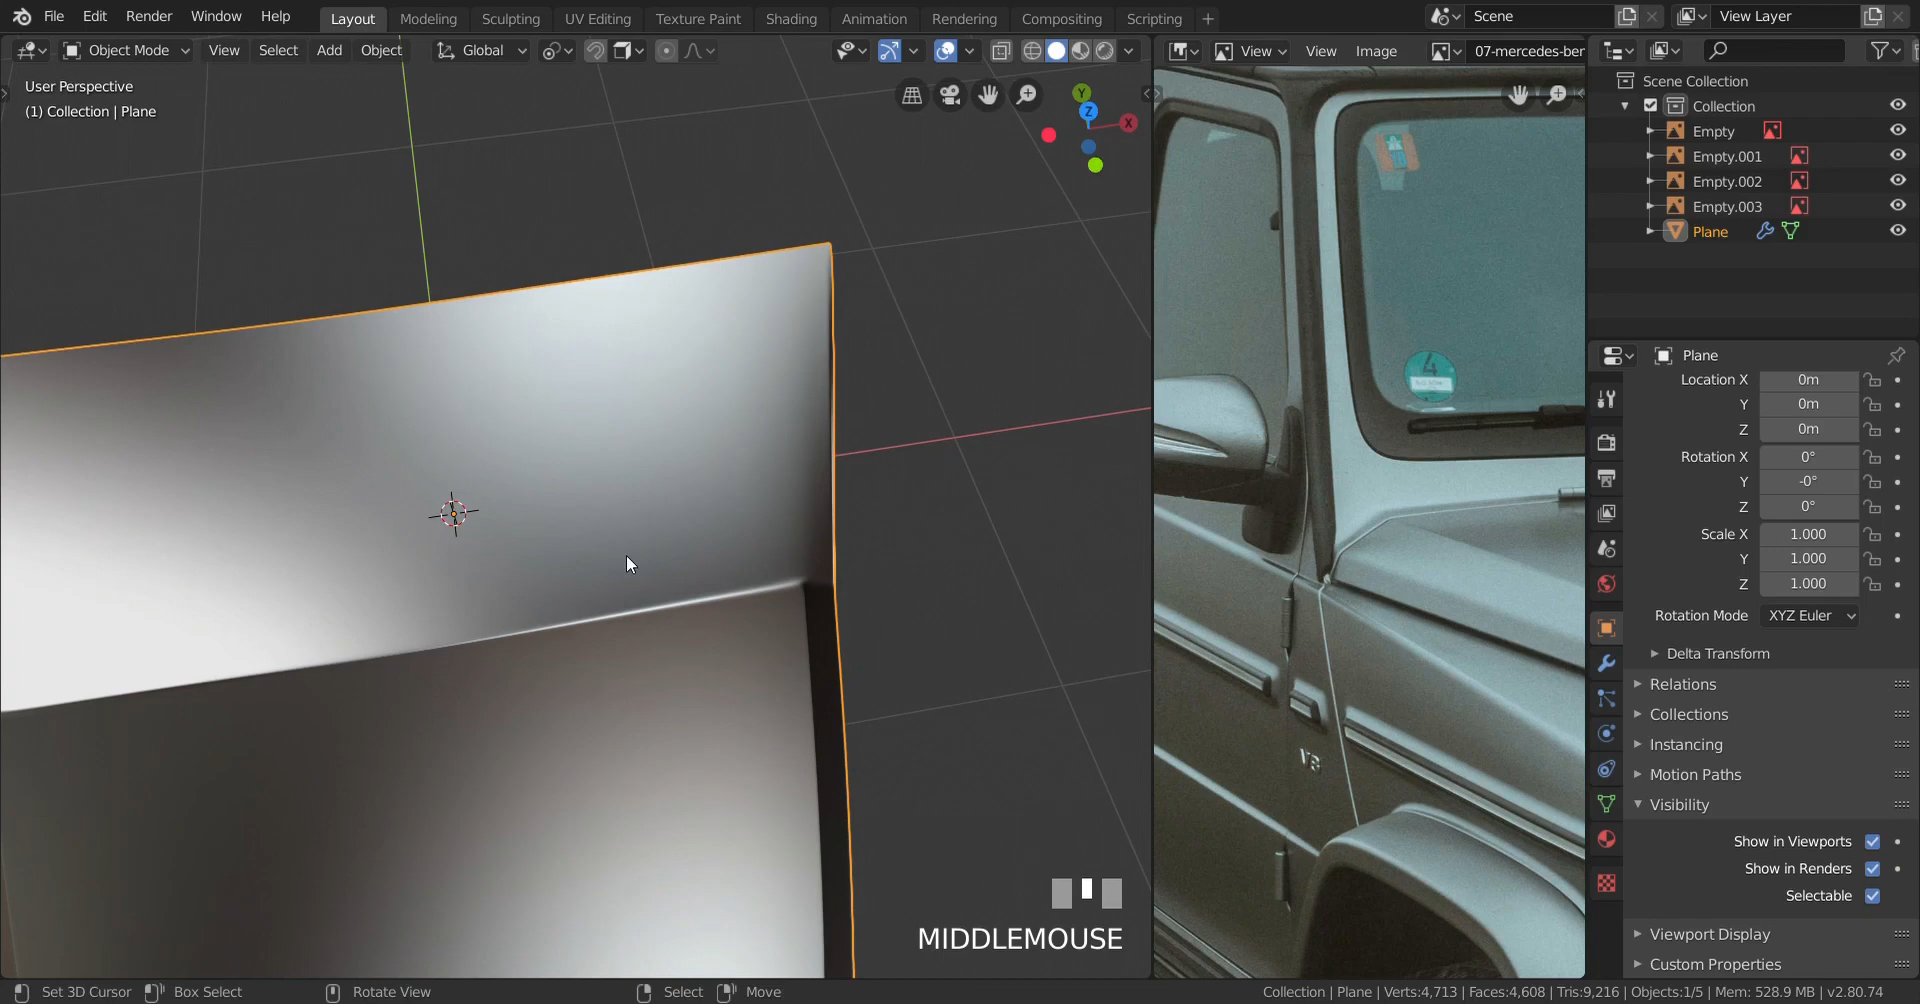 File Edit Render Window Help Layout Modeling Sculpting UV Editing Texture Paint Shading Animation Rendering Compositing Scripting + Scene View Layer
Object Mode View Select Add Object Global View View Image 07-mercedes-ber
User Perspective
(1) Collection | Plane
Y
Z
X
Scene Collection
Collection
Empty
Empty.001
Empty.002
Empty.003
Plane
Plane
Location X 0m
Y 0m
Z 0m
Rotation X 0°
Y -0°
Z 0°
Scale X 1.000
Y 1.000
Z 1.000
Rotation Mode XYZ Euler
Delta Transform
Relations
Collections
Instancing
Motion Paths
Visibility
Show in Viewports
Show in Renders
Selectable
Viewport Display
Custom Properties
4
V8
MIDDLEMOUSE
Set 3D Cursor Box Select Rotate View Select Move Collection | Plane | Verts:4,713 | Faces:4,608 | Tris:9,216 | Objects:1/5 | Mem: 528.9 MB | v2.80.74